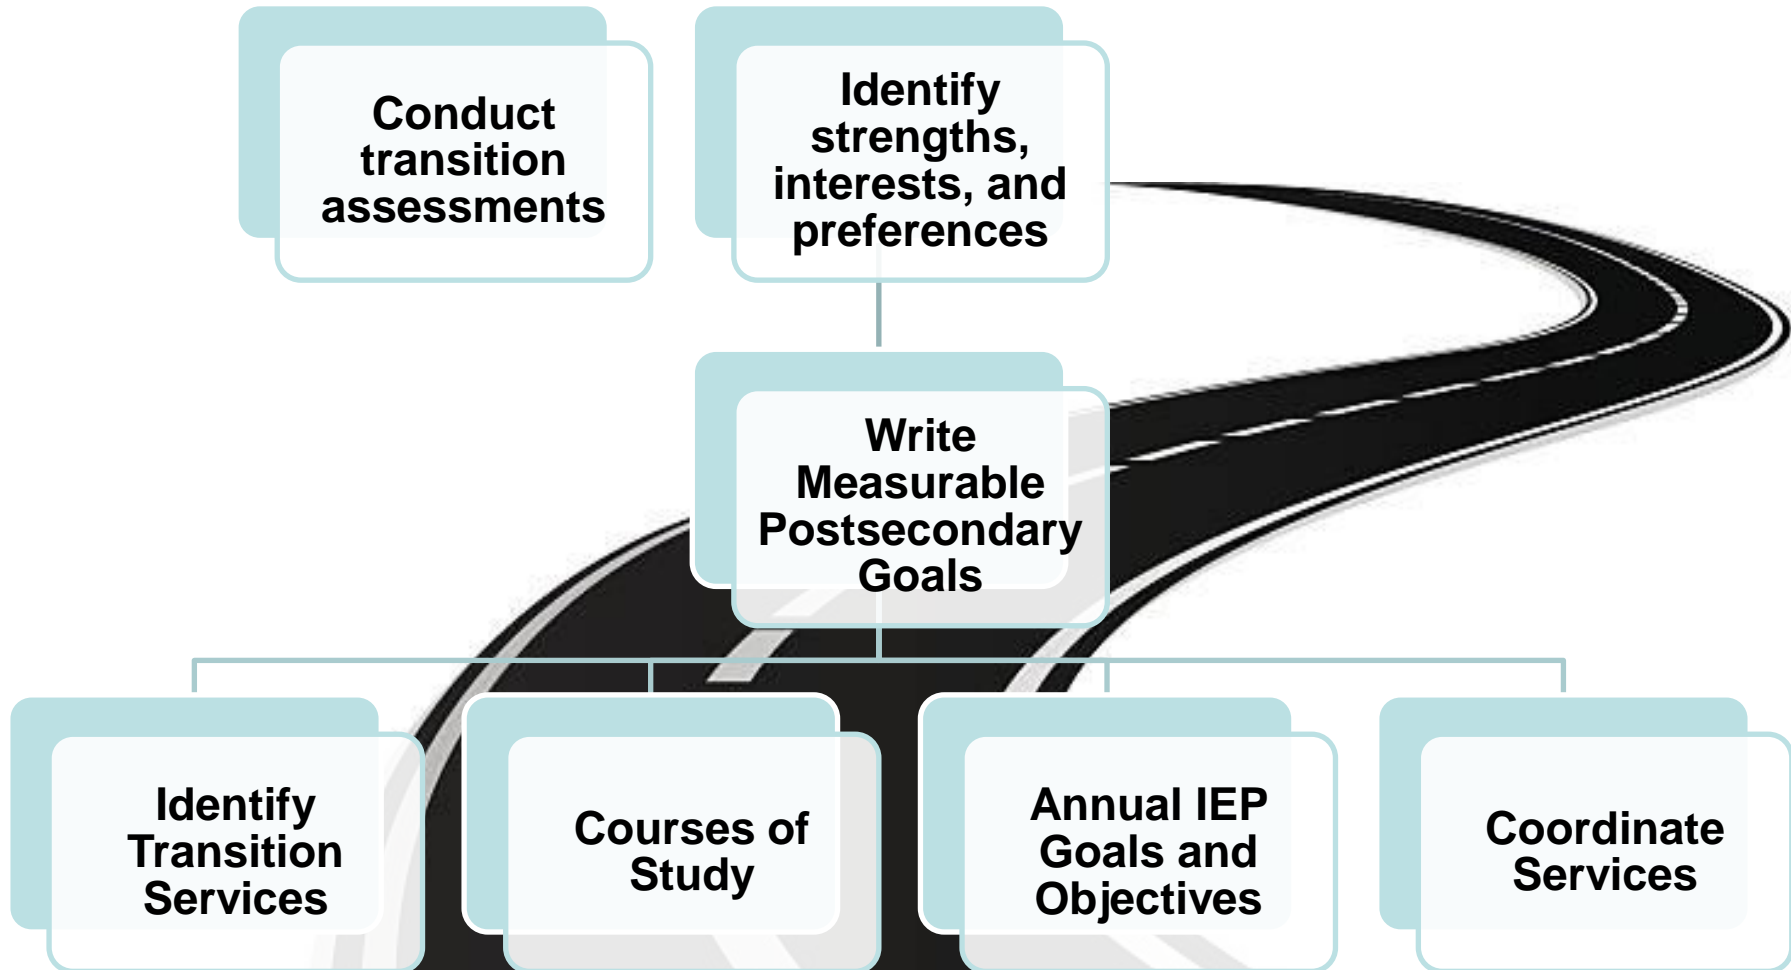 Conduct
transition
assessments
Identify
strengths,
interests, and
preferences
Write
Measurable
Postsecondary
Goals
Identify
Transition
Services
Courses of
Study
Annual IEP
Goals and
Objectives
Coordinate
Services